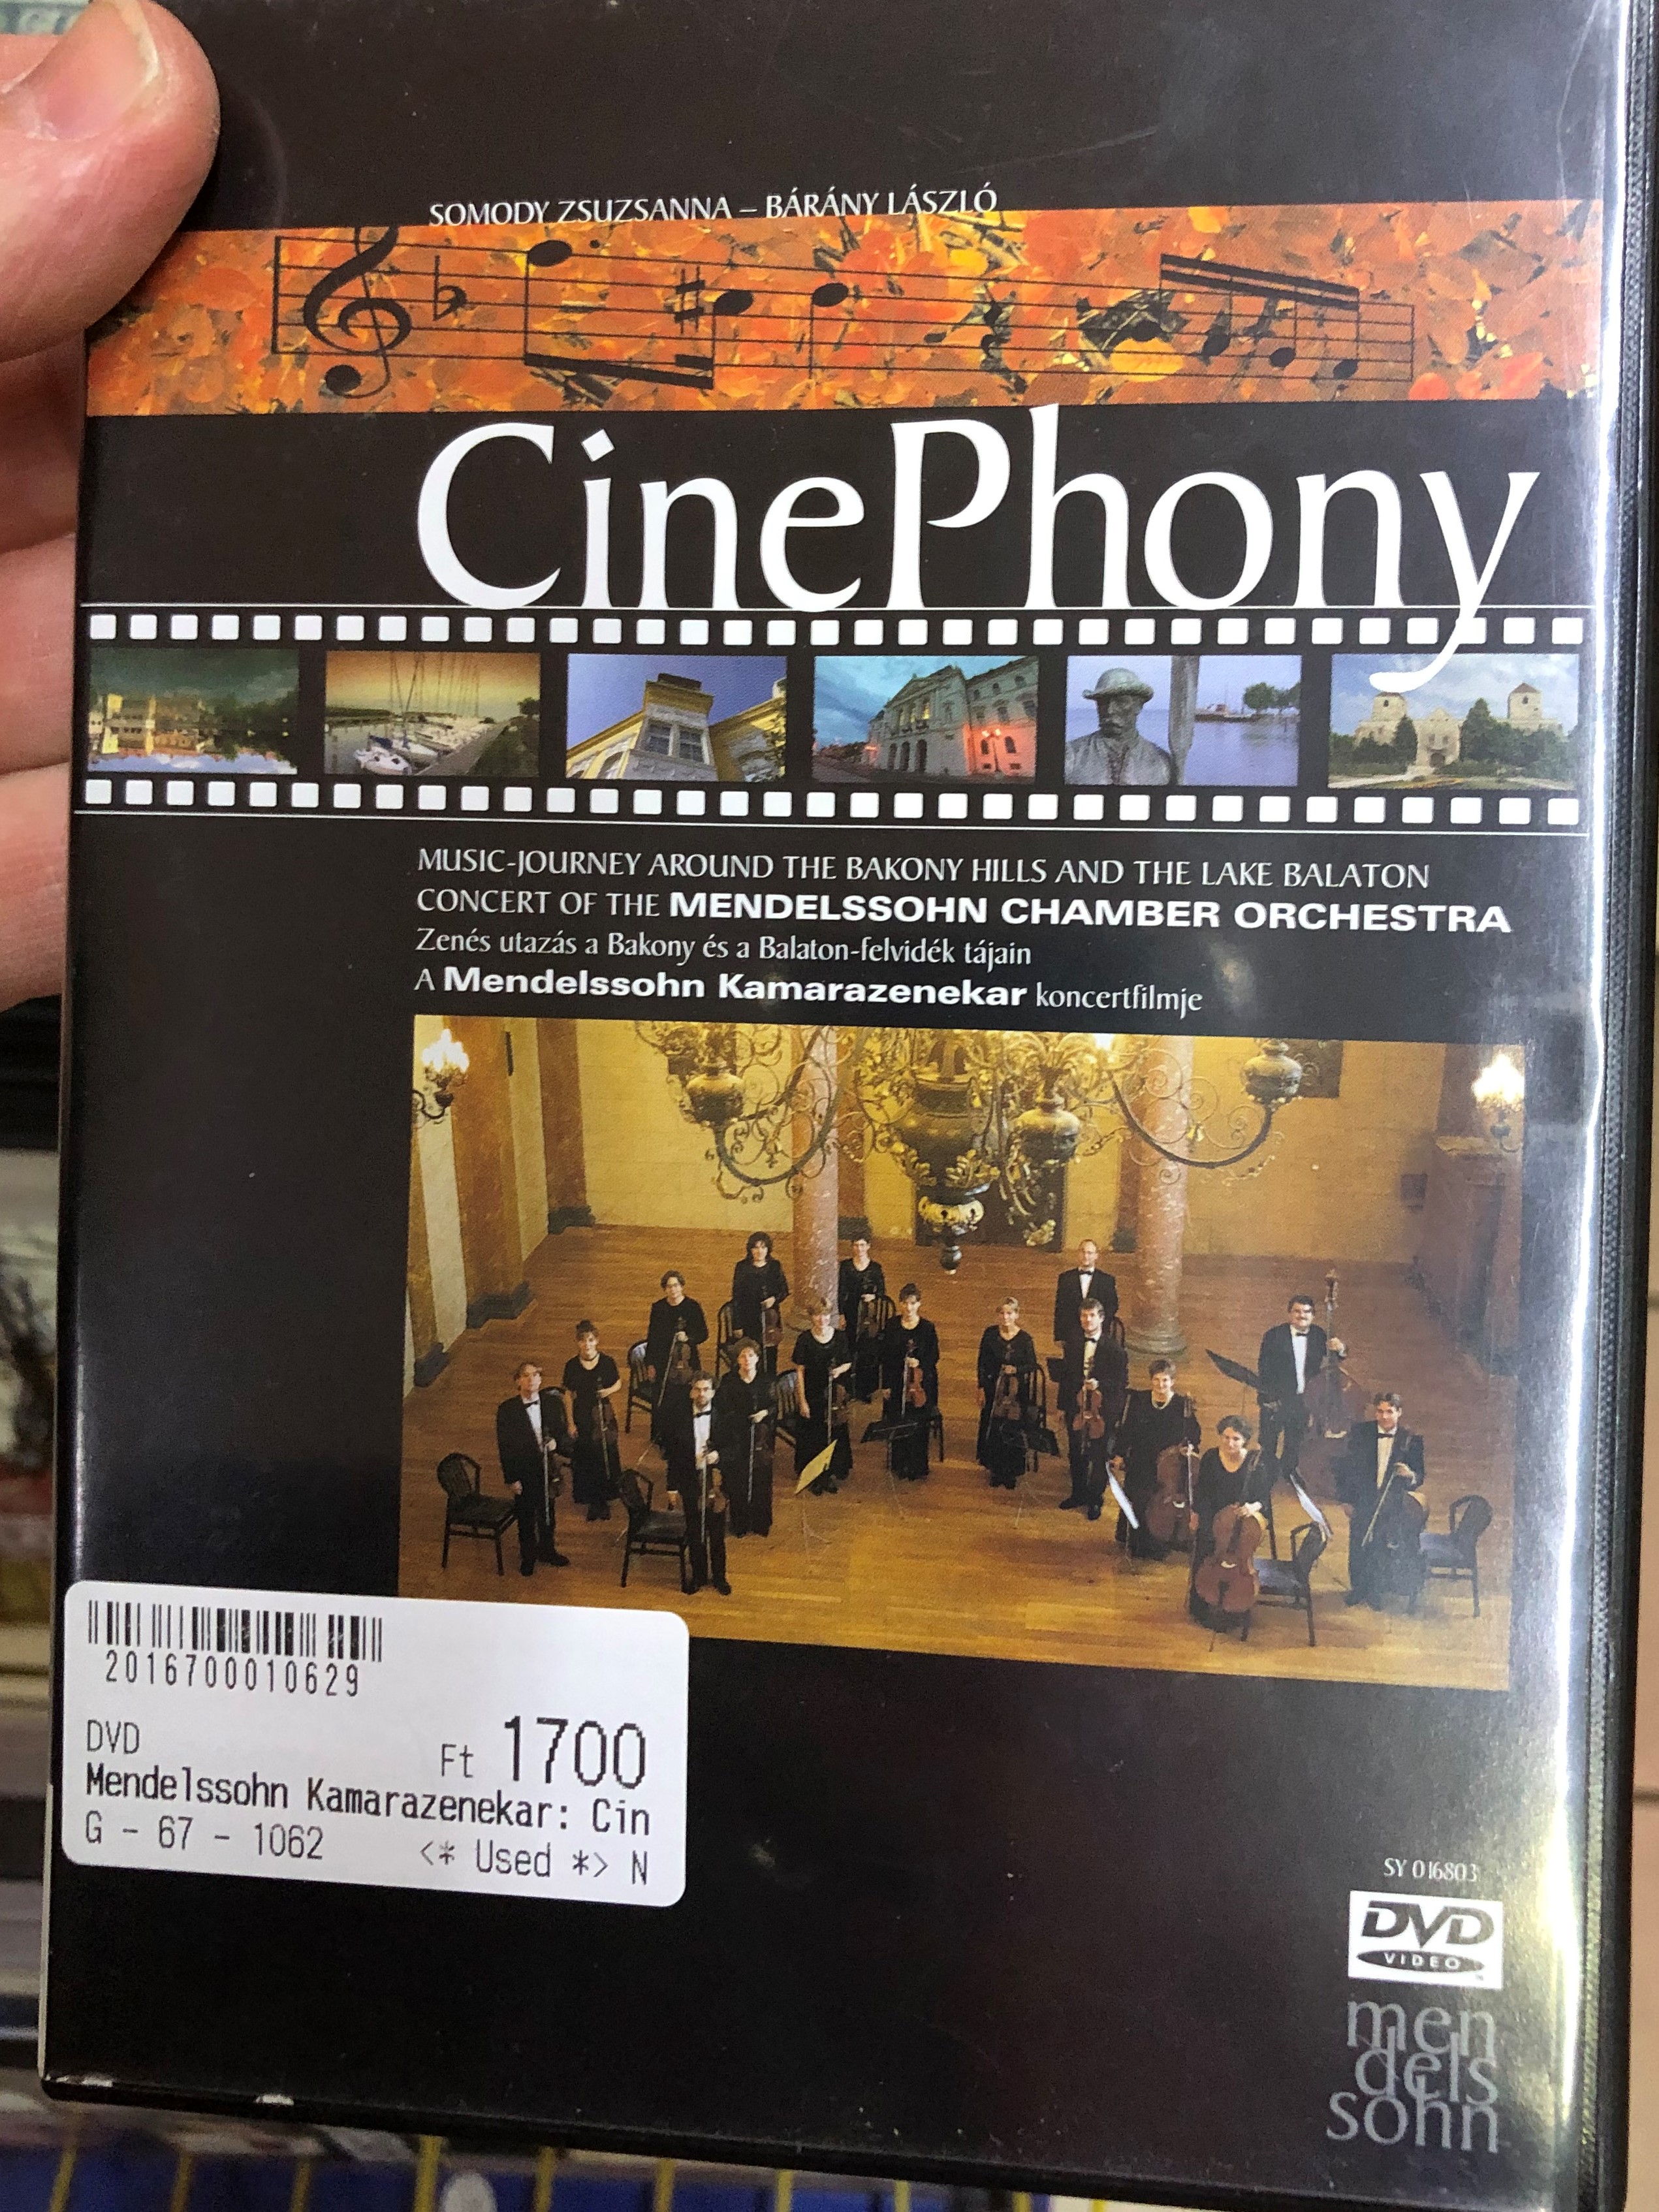 SOMODY ZSUZSANNA – BÁRÁNY LÁSZLÓ
CinePhony
MUSIC-JOURNEY AROUND THE BAKONY HILLS AND THE LAKE BALATON
CONCERT OF THE MENDELSSOHN CHAMBER ORCHESTRA
Zenés utazás a Bakony és a Balaton-felvidék tájain
A Mendelssohn Kamarazenekar koncertfilmje
2016700010629
DVD
Ft 1700
Mendelssohn Kamarazenekar: Cin
G - 67 - 1062 <* Used *> N
SY 016803
DVD
VIDEO
men
dels
sohn